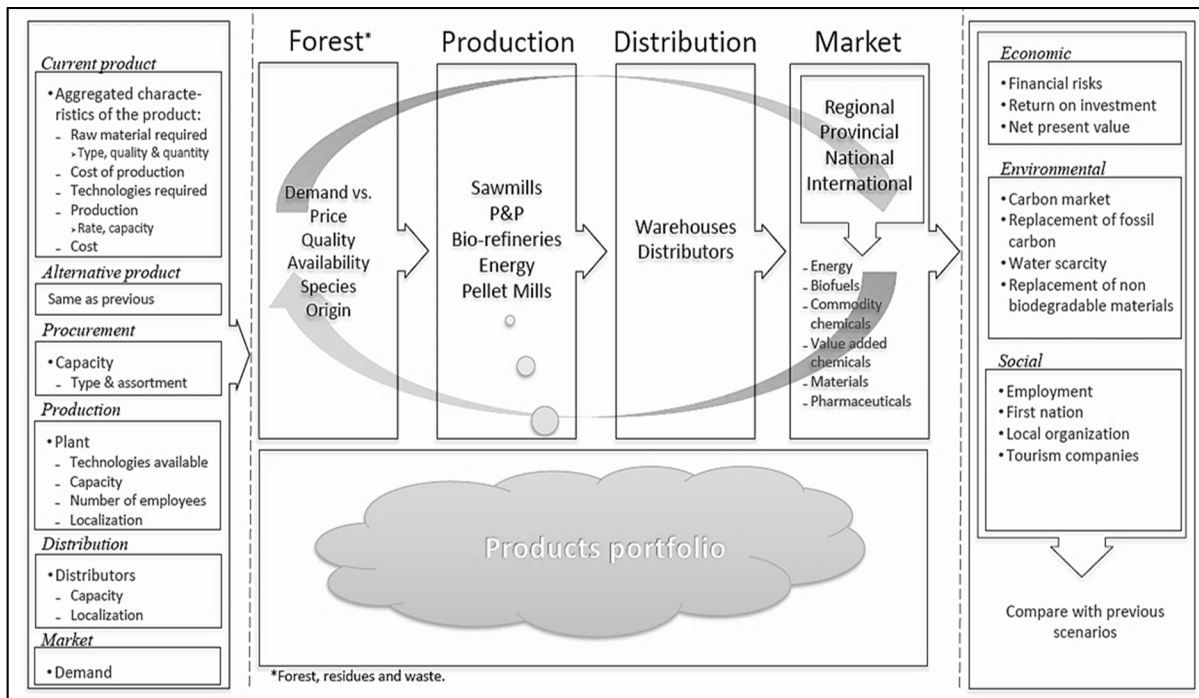 Current product
• Aggregated characte-
ristics of the product:
- Raw material required
➤Type, quality & quantity
- Cost of production
- Technologies required
- Production
➤Rate, capacity
- Cost
Alternative product
Same as previous
Procurement
• Capacity
- Type & assortment
Production
• Plant
- Technologies available
- Capacity
- Number of employees
- Localization
Distribution
• Distributors
- Capacity
- Localization
Market
• Demand
Forest*
Demand vs.
Price
Quality
Availability
Species
Origin
Production
Sawmills
P&P
Bio-refineries
Energy
Pellet Mills
Distribution
Warehouses
Distributors
Market
Regional
Provincial
National
International
- Energy
- Biofuels
- Commodity
chemicals
- Value added
chemicals
- Materials
- Pharmaceuticals
Products portfolio
*Forest, residues and waste.
Economic
• Financial risks
• Return on investment
• Net present value
Environmental
• Carbon market
• Replacement of fossil
carbon
• Water scarcity
• Replacement of non
biodegradable materials
Social
• Employment
• First nation
• Local organization
• Tourism companies
Compare with previous
scenarios